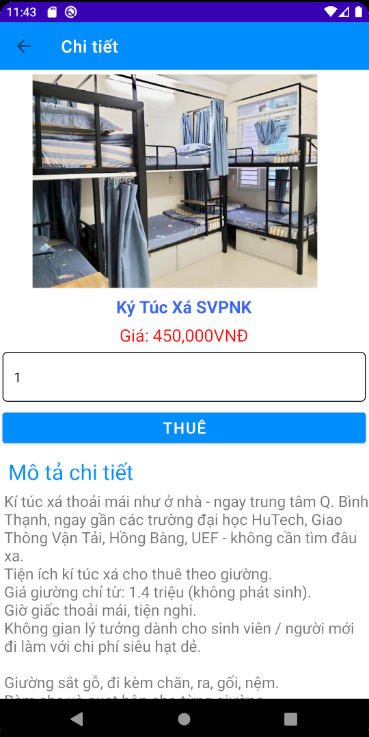 11:43
Chi tiết
Ký Túc Xá SVPNK
Giá: 450,000VNĐ
1
THUÊ
Mô tả chi tiết
Kí túc xá thoải mái như ở nhà - ngay trung tâm Q. Bình
Thạnh, ngay gần các trường đại học HuTech, Giao
Thông Vận Tải, Hồng Bàng, UEF - không cần tìm đâu
xa.
Tiện ích kí túc xá cho thuê theo giường.
Giá giường chỉ từ: 1.4 triệu (không phát sinh).
Giờ giấc thoải mái, tiện nghi.
Không gian lý tưởng dành cho sinh viên / người mới
đi làm với chi phí siêu hạt dẻ.
Giường sắt gỗ, đi kèm chăn, ra, gối, nệm.